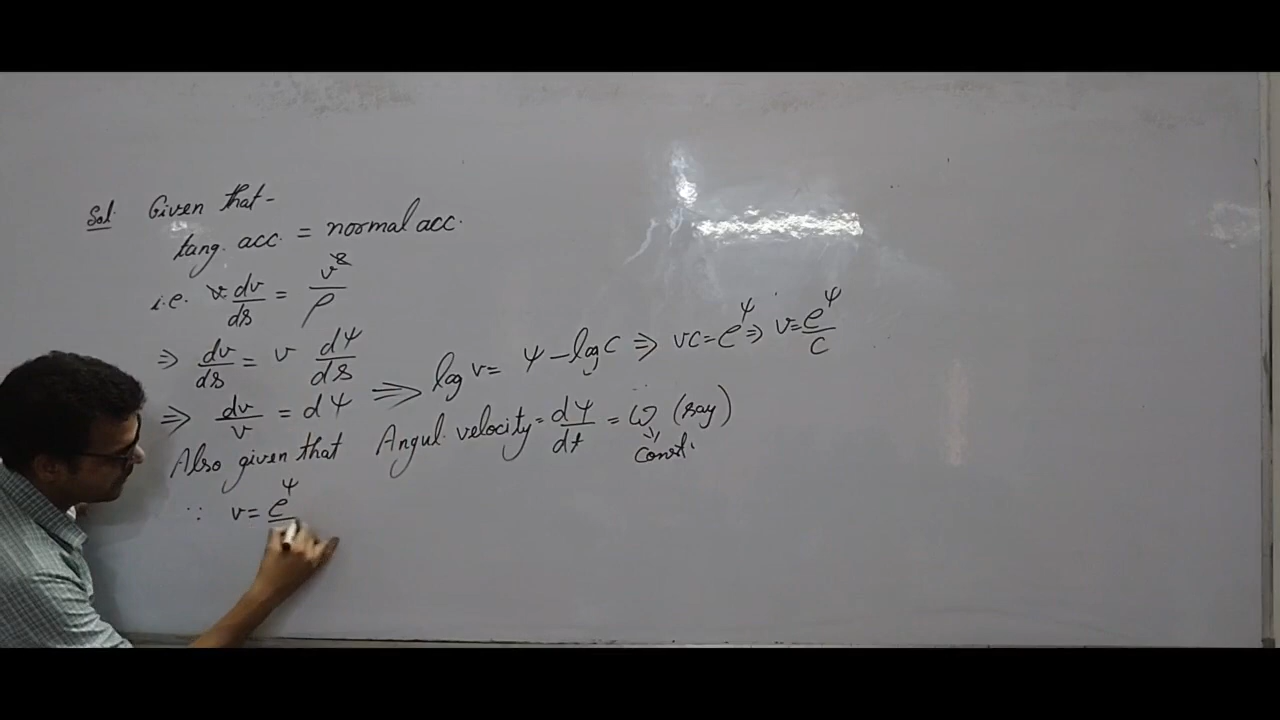 Sol. Given that-
tang. acc. = normal acc.
i.e. v dv/ds = v²/ρ
⇒ dv/ds = v dψ/ds
⇒ dv/v = dψ ⇒ log v = ψ - log c ⇒ vc = e^ψ ⇒ v = e^ψ/c
Also given that Angul. velocity = dψ/dt = ω (say)
const.
∵ v = e^ψ